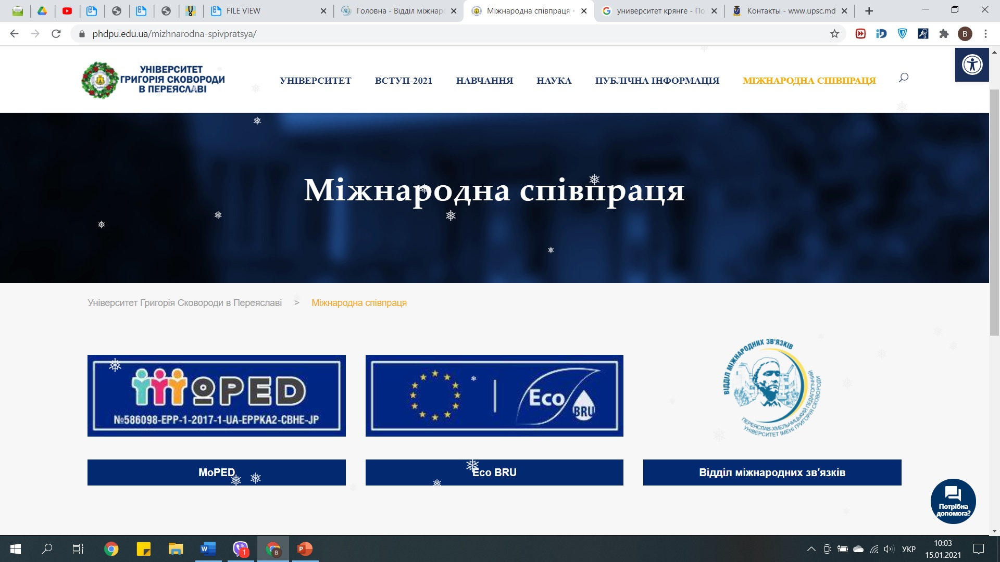 FILE VIEW
Головна - Відділ міжнар
Міжнародна співпраця
университет крянге - По
Контакты - www.upsc.md
phdpu.edu.ua/mizhnarodna-spivpratsya/
B
УНІВЕРСИТЕТ
ГРИГОРІЯ СКОВОРОДИ
В ПЕРЕЯСЛАВІ
УНІВЕРСИТЕТ
ВСТУП-2021
НАВЧАННЯ
НАУКА
ПУБЛІЧНА ІНФОРМАЦІЯ
МІЖНАРОДНА СПІВПРАЦЯ
Міжнародна співпраця
Університет Григорія Сковороди в Переяславі > Міжнародна співпраця
MOPED
№586098-EPP-1-2017-1-UA-EPPKA2-CBHE-JP
Eco
BRU
ВІДДІЛ МІЖНАРОДНИХ ЗВ'ЯЗКІВ
ПЕРЕЯСЛАВ-ХМЕЛЬНИЦЬКИЙ ПЕДАГОГІЧНИЙ
УНІВЕРСИТЕТ ІМЕНІ ГРИГОРІЯ СКОВОРОДИ
MoPED
Eco BRU
Відділ міжнародних зв'язків
Потрібна
допомога?
1
B
УКР
10:03
15.01.2021